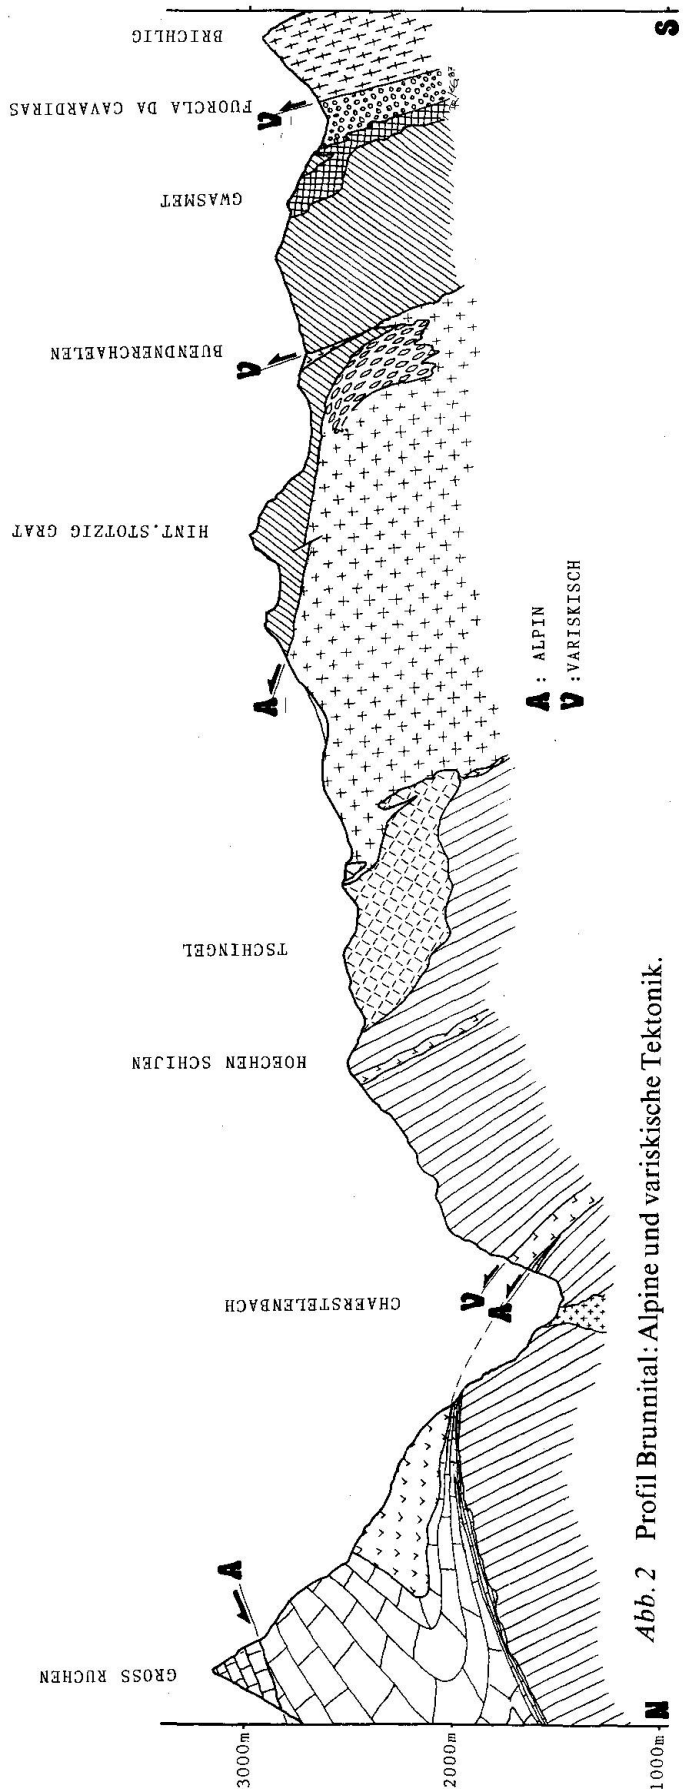 GROSS RUCHEN
CHAERSTELENBACH
HOECHEN SCHIJEN
TSCHINGEL
HINT.STOTZIG GRAT
BUENDNERCHAELEN
GWASMET
FUORCLA DA CAVARDIRAS
BRICHLIG
3000m
2000m
1000m
A
V
A
A
V
V
A : ALPIN
V : VARISKISCH
N
S
Abb. 2 Profil Brunnital: Alpine und variskische Tektonik.